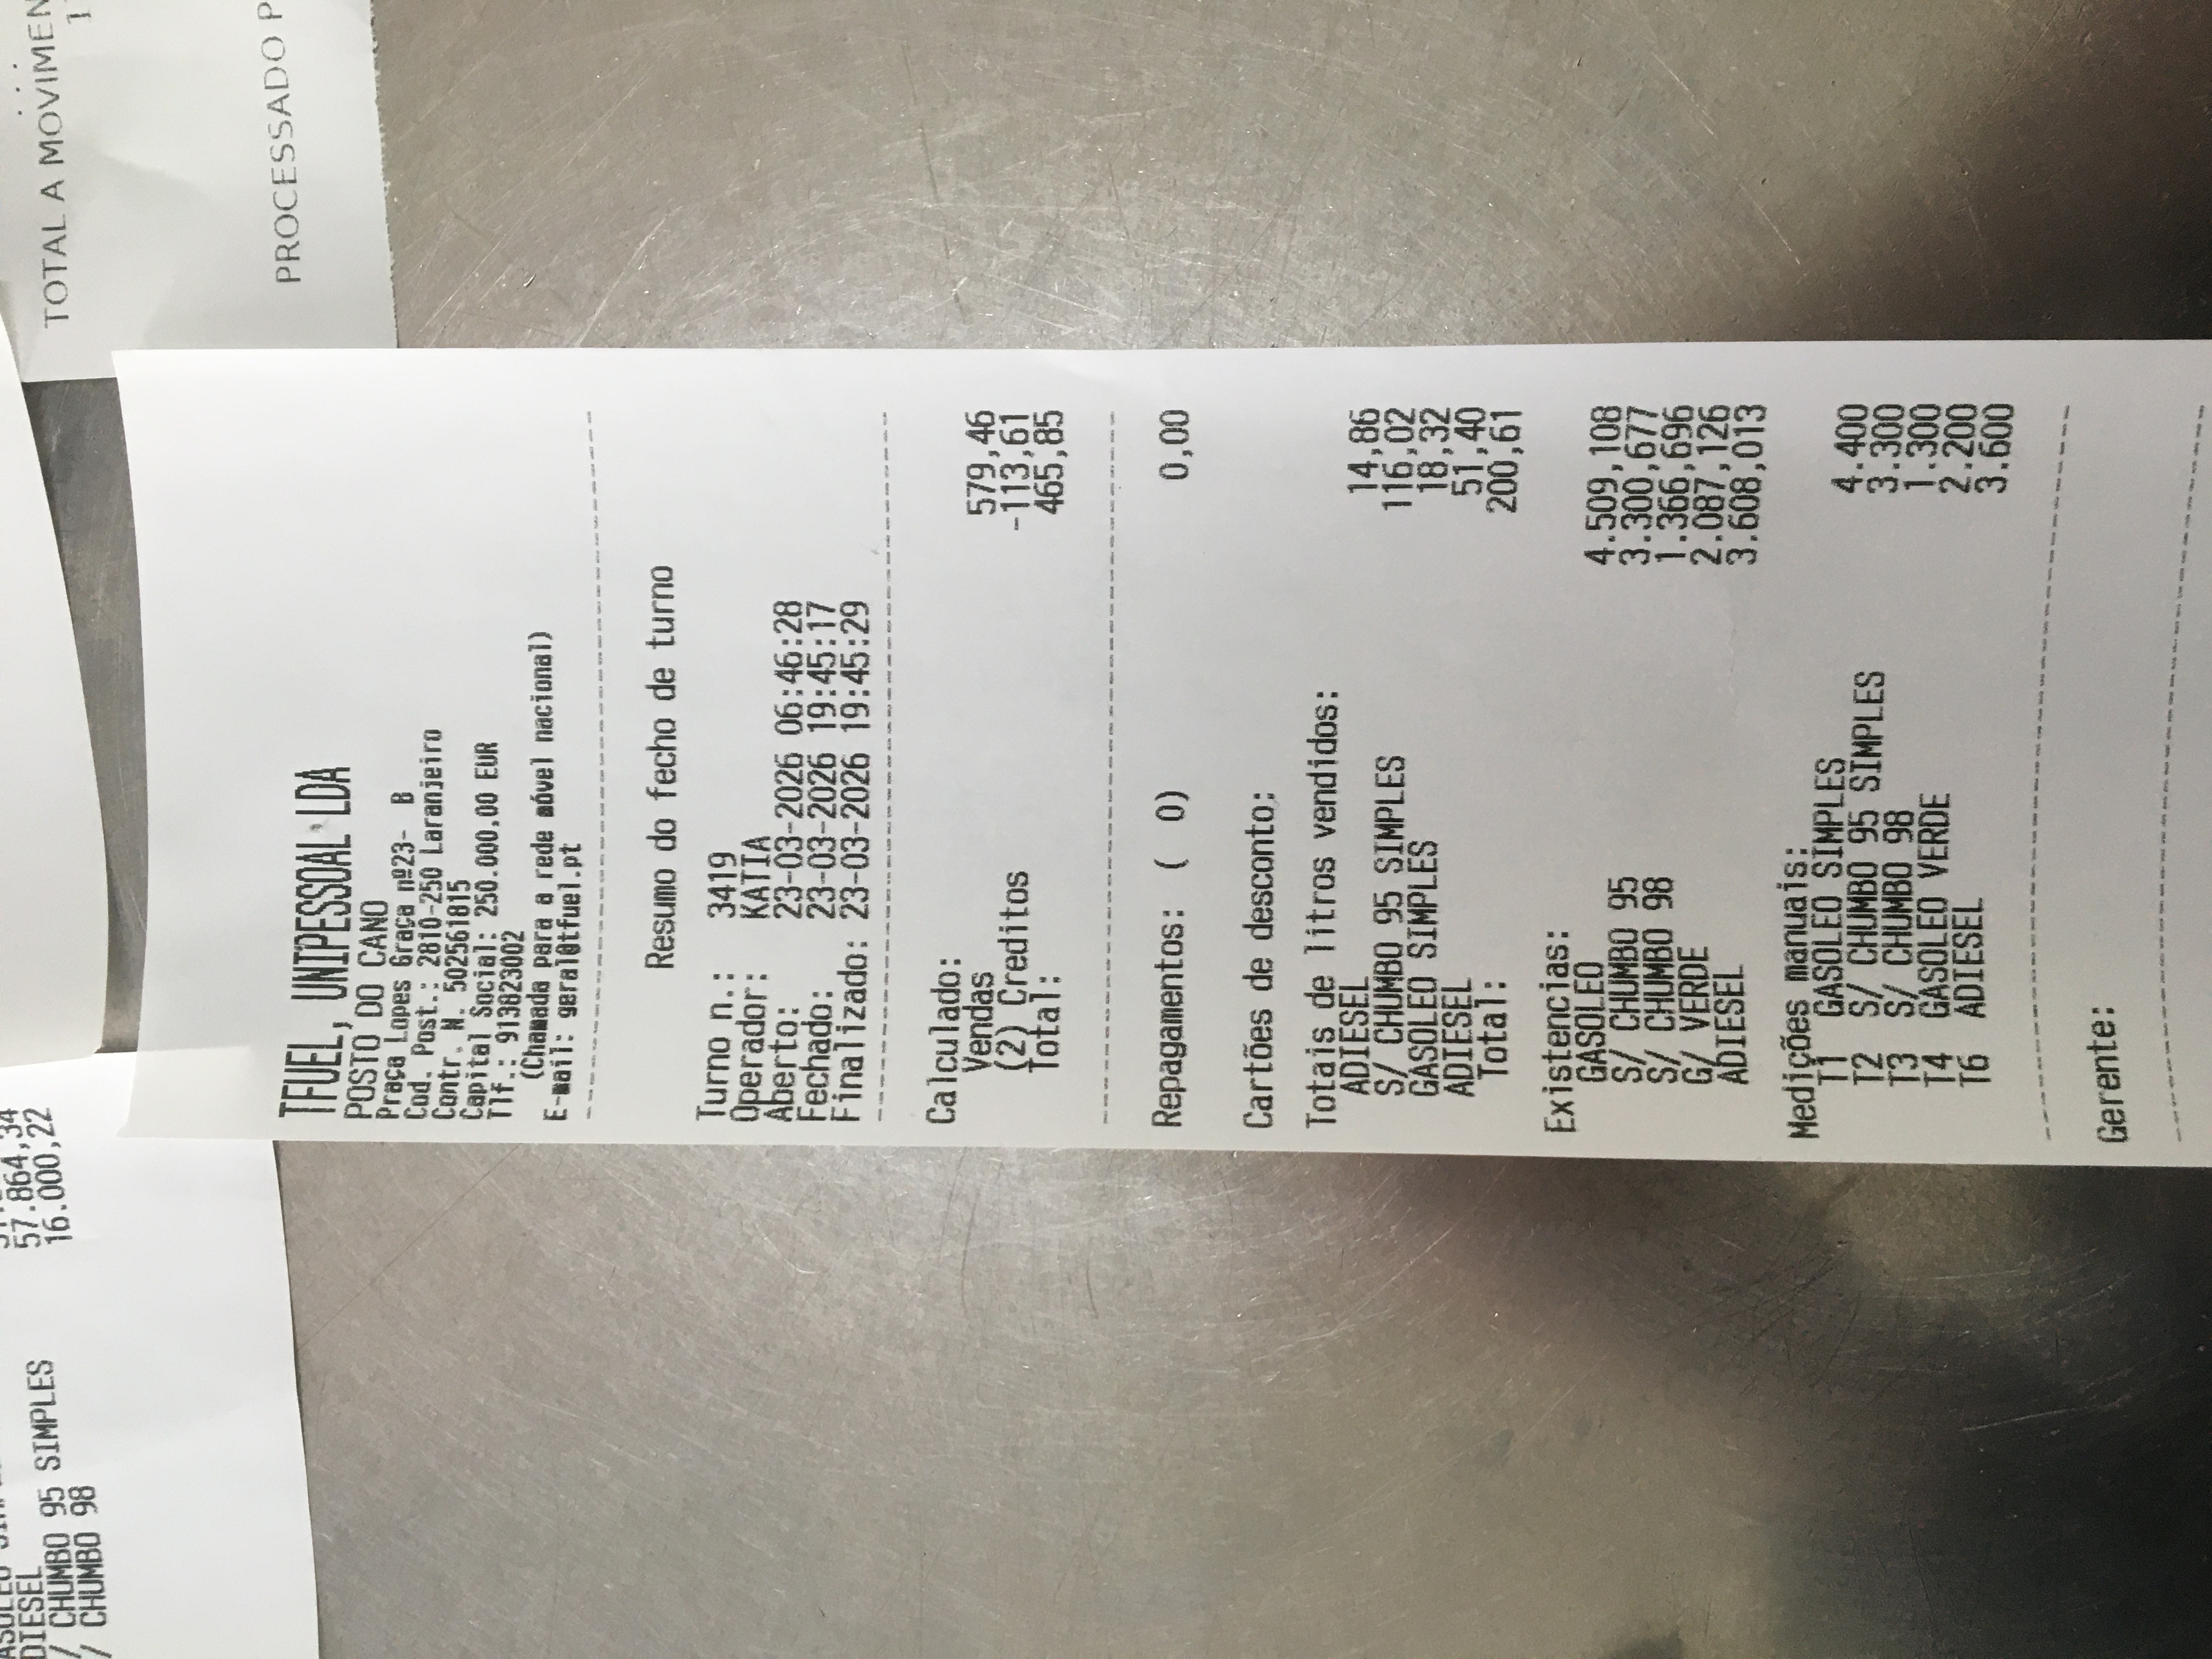 TOTAL A MOVIMEN
PROCESSADO P
57.864,34
16.000,22
DIESEL
/ CHUMBO 95 SIMPLES
/ CHUMBO 98
TFUEL, UNIPESSOAL LDA
POSTO DO CANO
Praça Lopes Graça nº23- B
Cod. Post.: 2810-250 Laranjeiro
Contr. N. 502561815
Capital Social: 250.000,00 EUR
Tlf.: 913823002
(Chamada para a rede móvel nacional)
E-mail: geral@tfuel.pt
Resumo do fecho de turno
Turno n.: 3419
Operador: KATIA
Aberto: 23-03-2026 06:46:28
Fechado: 23-03-2026 19:45:17
Finalizado: 23-03-2026 19:45:29
Calculado:
Vendas 579,46
(2) Creditos -113,61
Total: 465,85
Repagamentos: ( 0) 0,00
Cartões de desconto:
Totais de litros vendidos:
ADIESEL 14,86
S/ CHUMBO 95 SIMPLES 116,02
GASOLEO SIMPLES 18,32
ADIESEL 51,40
Total: 200,61
Existencias:
GASOLEO 4.509,108
S/ CHUMBO 95 3.300,677
S/ CHUMBO 98 1.366,696
G/ VERDE 2.087,126
ADIESEL 3.608,013
Medições manuais:
T1 GASOLEO SIMPLES 4.400
T2 S/ CHUMBO 95 SIMPLES 3.300
T3 S/ CHUMBO 98 1.300
T4 GASOLEO VERDE 2.200
T6 ADIESEL 3.600
Gerente: